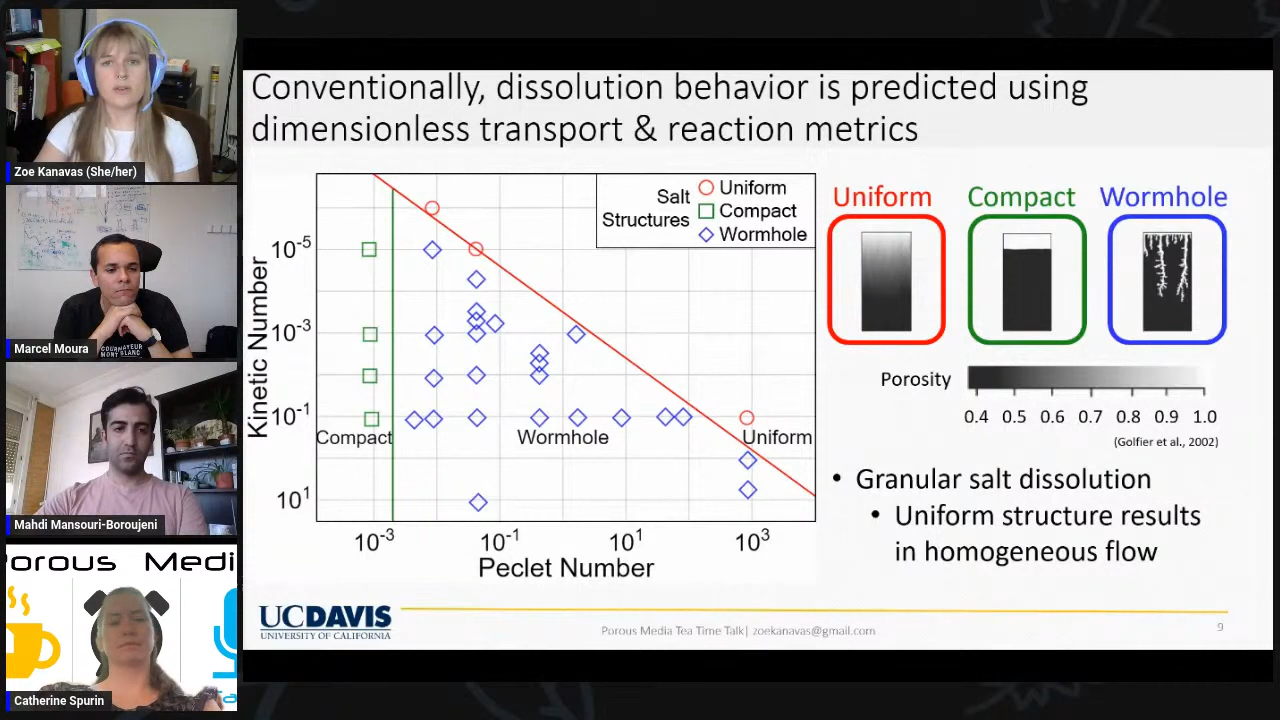 Conventionally, dissolution behavior is predicted using
dimensionless transport & reaction metrics
Zoe Kanavas (She/her)
Marcel Moura
Mahdi Mansouri-Boroujeni
Porous Medi
Catherine Spurin
Salt
Structures
Uniform
Compact
Wormhole
Kinetic Number
10-5
10-3
10-1
101
Compact
Wormhole
Uniform
10-3
10-1
101
103
Peclet Number
Uniform
Compact
Wormhole
Porosity
0.4 0.5 0.6 0.7 0.8 0.9 1.0
(Golfier et al., 2002)
• Granular salt dissolution
• Uniform structure results
in homogeneous flow
UCDAVIS
UNIVERSITY OF CALIFORNIA
Porous Media Tea Time Talk| zoekanavas@gmail.com
9